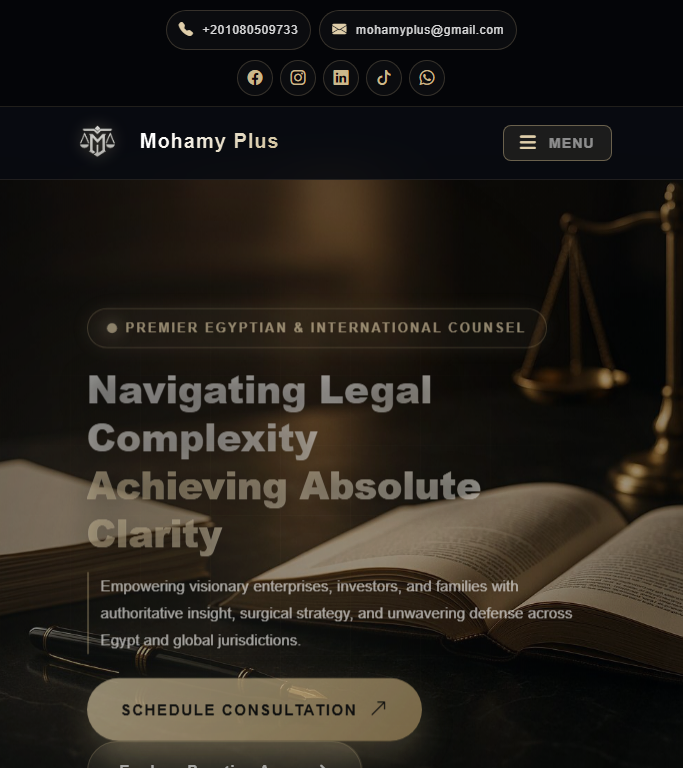 +201080509733
mohamyplus@gmail.com
Mohamy Plus
MENU
PREMIER EGYPTIAN & INTERNATIONAL COUNSEL
Navigating Legal
Complexity
Achieving Absolute
Clarity
Empowering visionary enterprises, investors, and families with
authoritative insight, surgical strategy, and unwavering defense across
Egypt and global jurisdictions.
SCHEDULE CONSULTATION